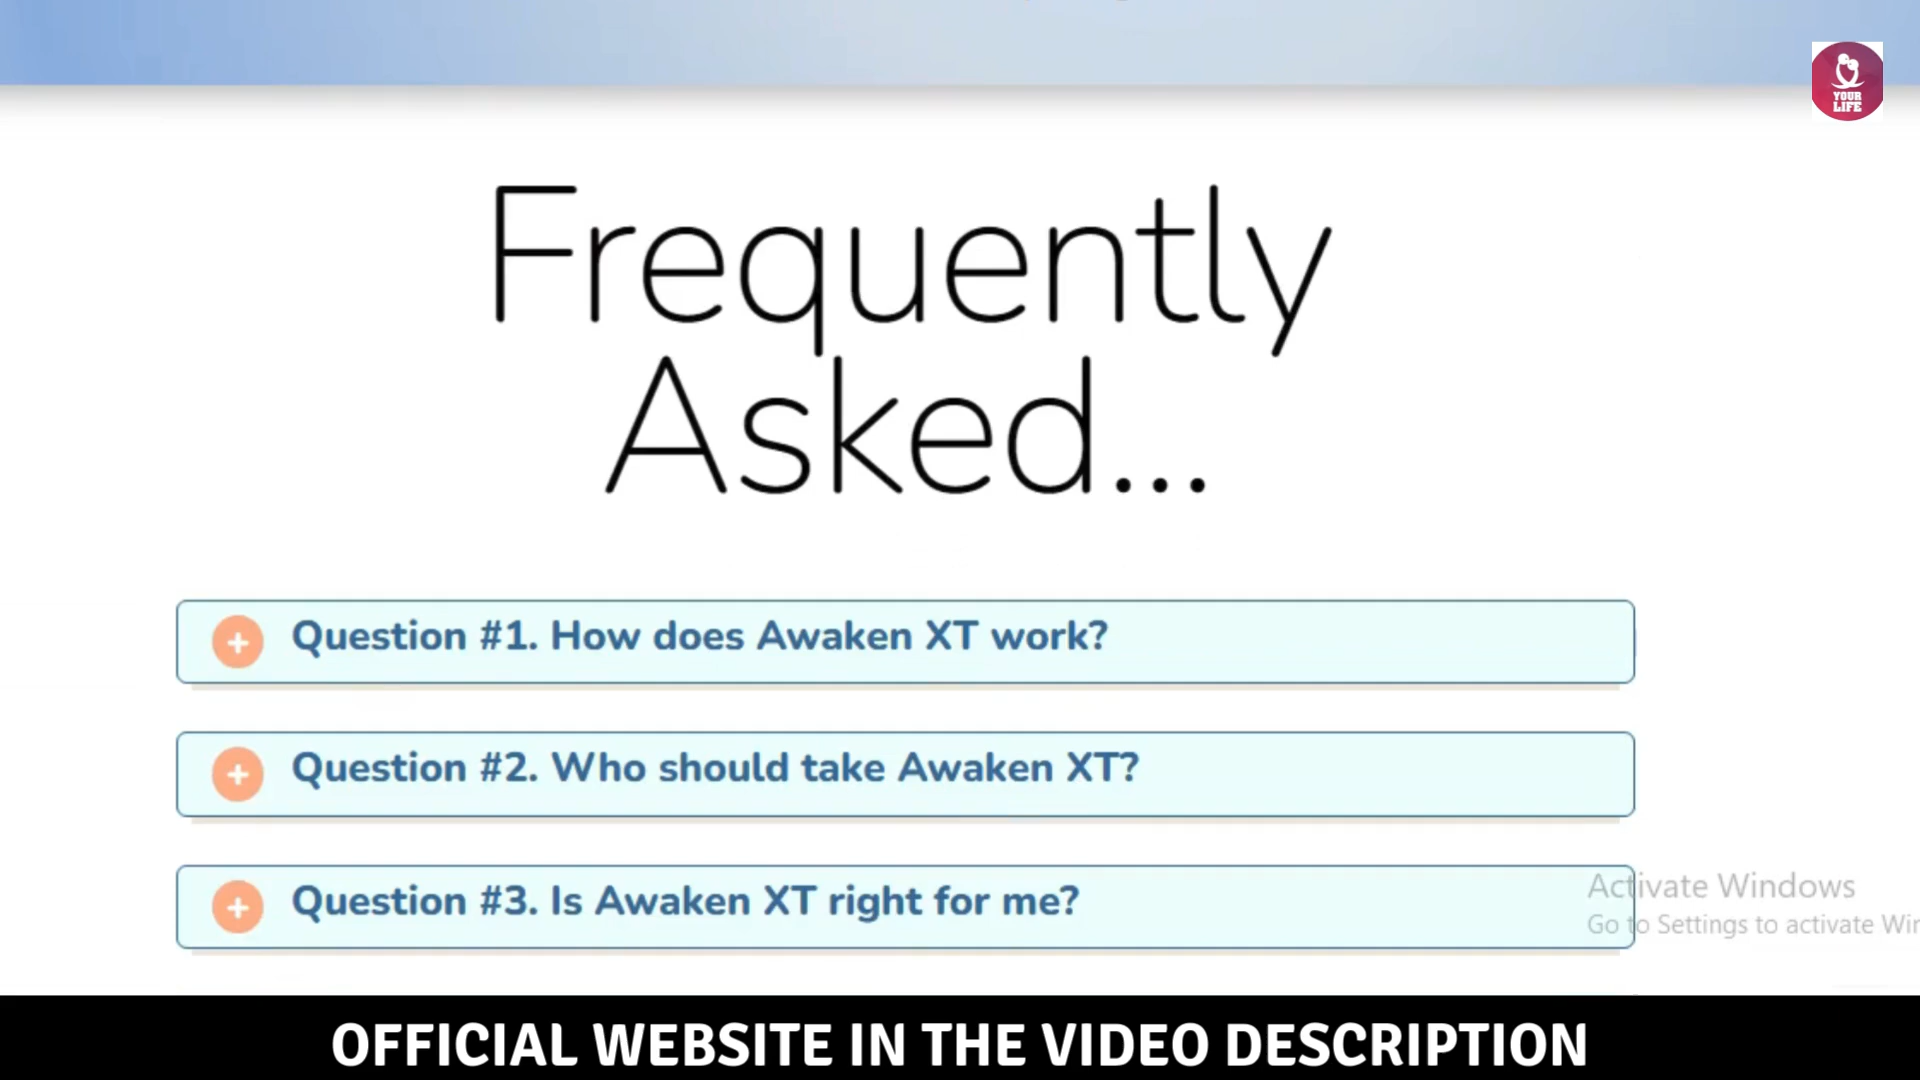 YOUR
LIFE
Frequently
Asked...
+ Question #1. How does Awaken XT work?
+ Question #2. Who should take Awaken XT?
+ Question #3. Is Awaken XT right for me?
Activate Windows
Go to Settings to activate Win
OFFICIAL WEBSITE IN THE VIDEO DESCRIPTION